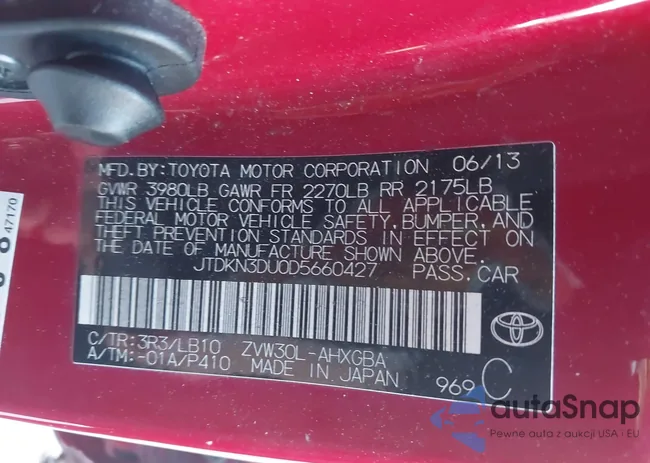 MFD.BY:TOYOTA MOTOR CORPORATION 06/13
GVWR 3980LB GAWR FR 2270LB RR 2175LB
THIS VEHICLE CONFORMS TO ALL APPLICABLE
FEDERAL MOTOR VEHICLE SAFETY,BUMPER,AND
THEFT PREVENTION STANDARDS IN EFFECT ON
THE DATE OF MANUFACTURE SHOWN ABOVE.
JTDKN3DU0D5660427 PASS.CAR
C/TR:3R3/LB10 ZVW30L-AHXGBA
A/TM:-01A/P410 MADE IN JAPAN 969 C
47170
autaSnap
Pewne auta z aukcji USA i EU